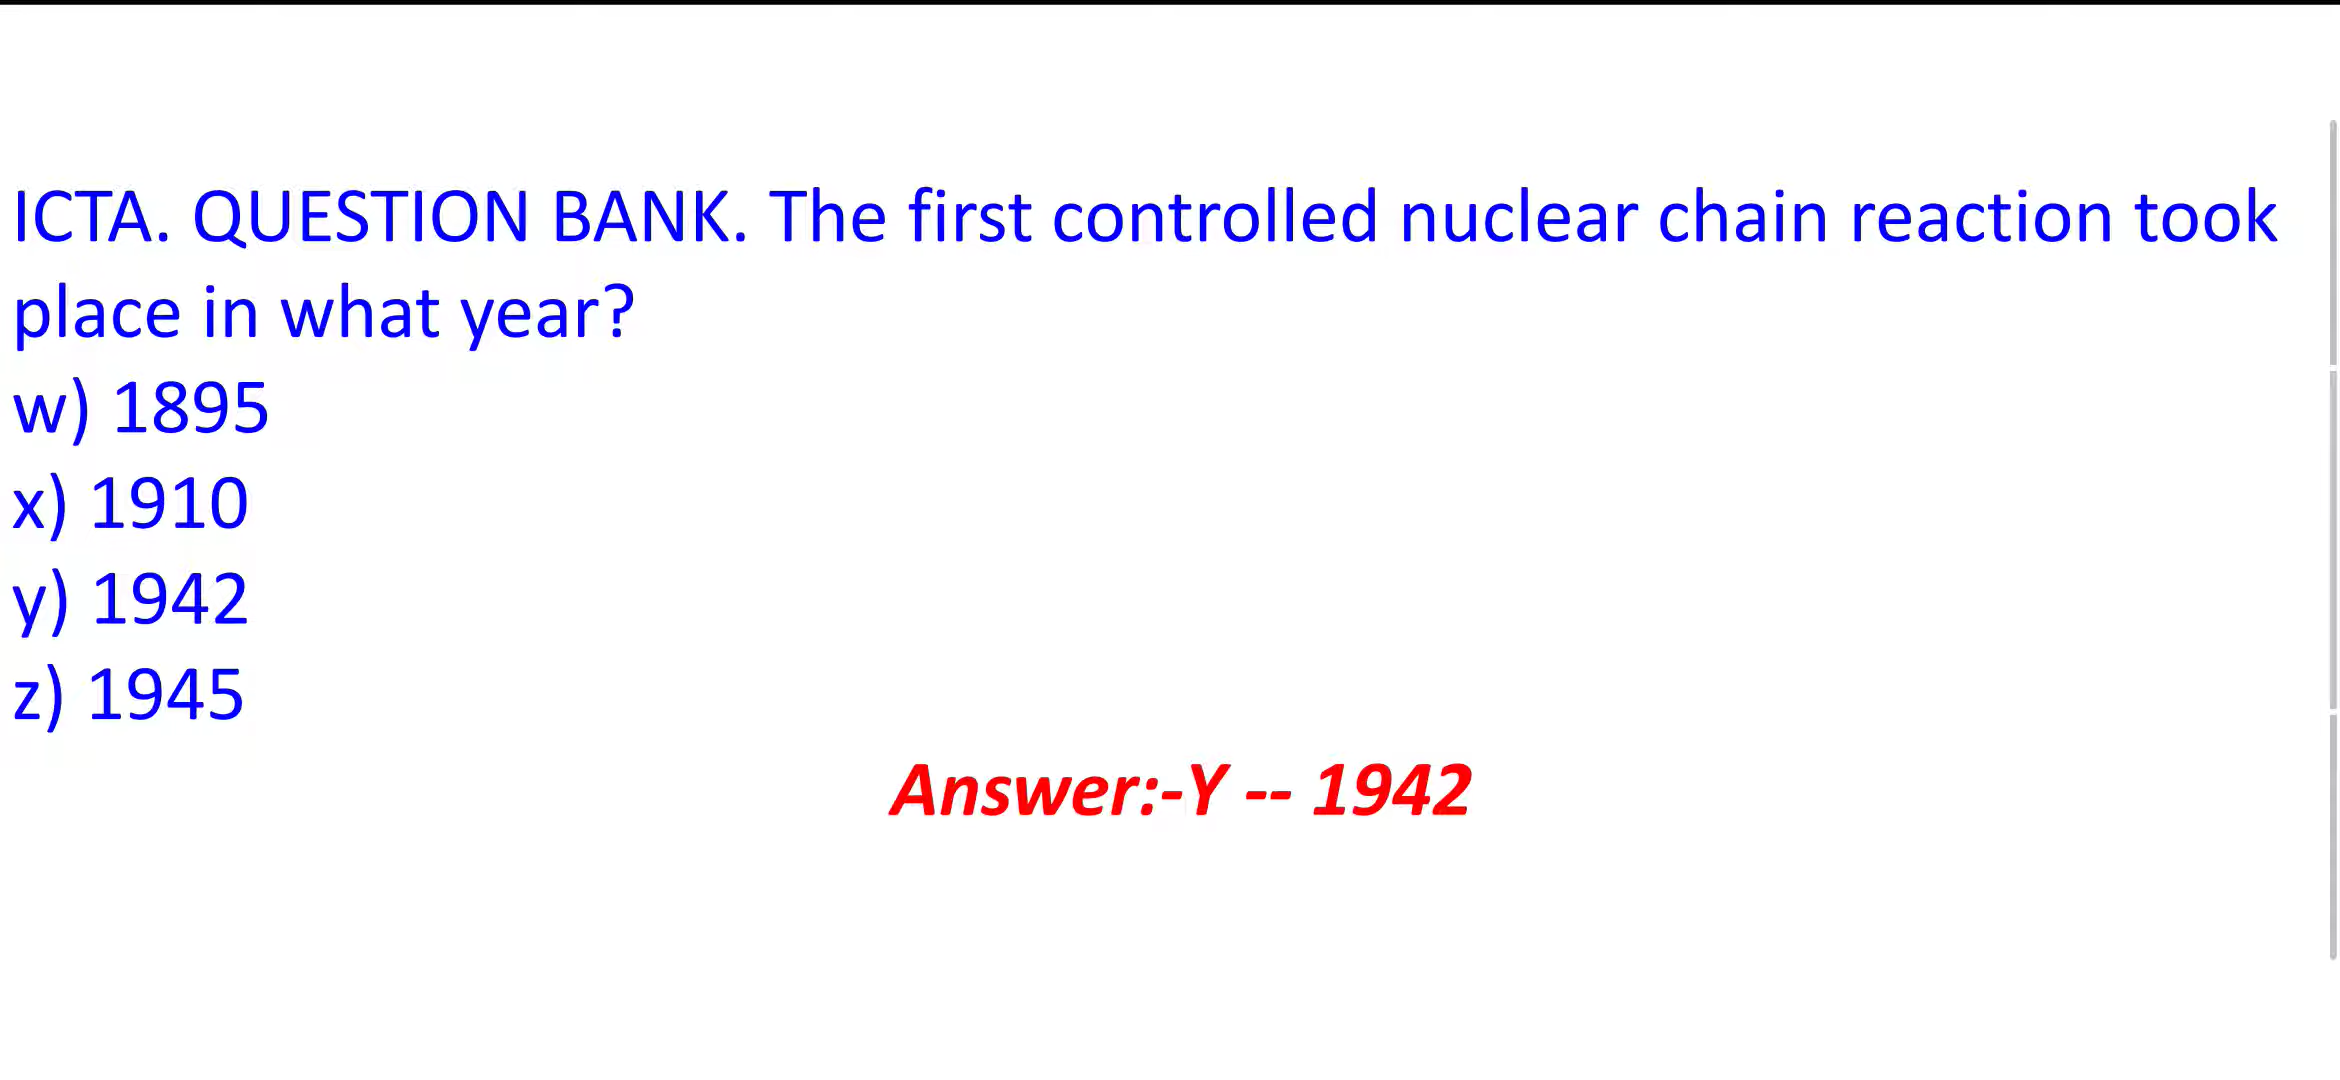 ICTA. QUESTION BANK. The first controlled nuclear chain reaction took
place in what year?
w) 1895
x) 1910
y) 1942
z) 1945
Answer:-Y -- 1942